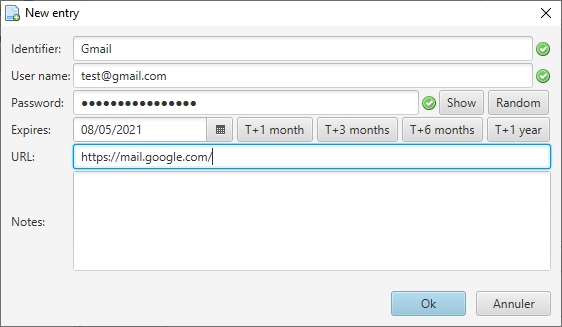 New entry
Identifier: Gmail
User name: test@gmail.com
Password: ●●●●●●●●●●●●●●●● Show Random
Expires: 08/05/2021 T+1 month T+3 months T+6 months T+1 year
URL: https://mail.google.com/
Notes:
Ok Annuler